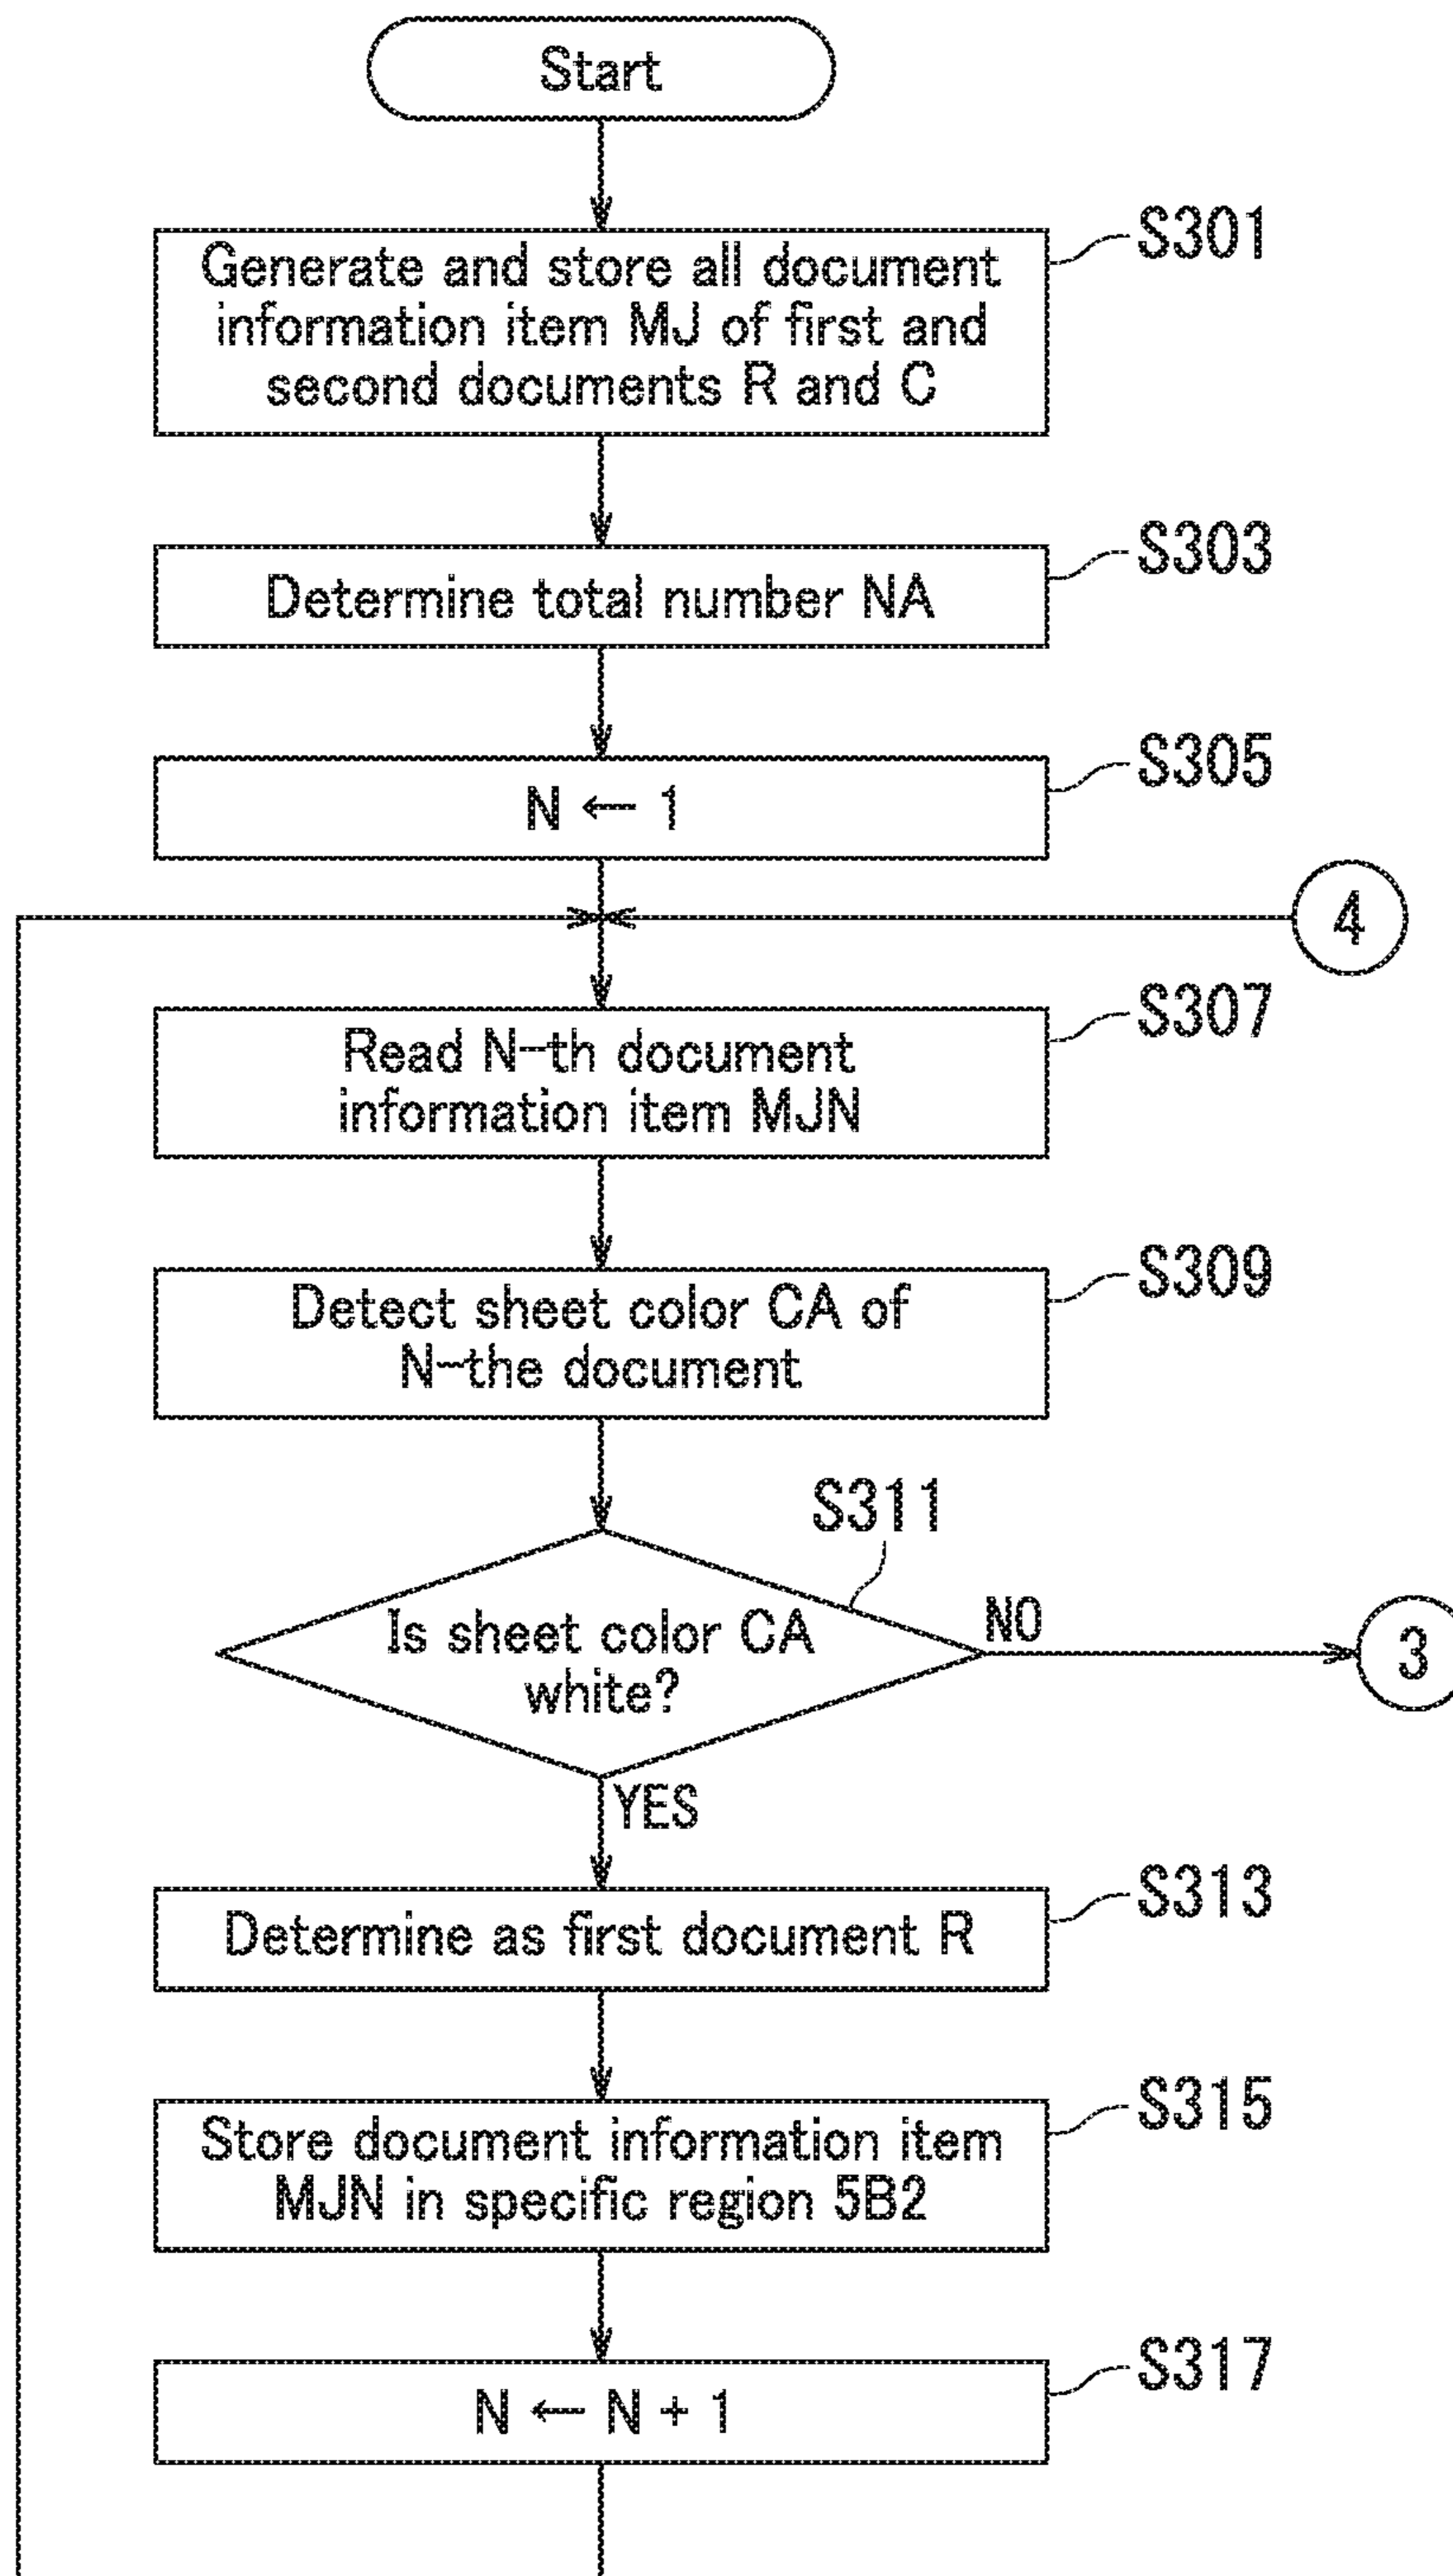 Start
S301
Generate and store all document
information item MJ of first and
second documents R and C
S303
Determine total number NA
S305
N ← 1
4
S307
Read N-th document
information item MJN
S309
Detect sheet color CA of
N-the document
S311
Is sheet color CA
white?
NO
3
YES
S313
Determine as first document R
S315
Store document information item
MJN in specific region 5B2
S317
N ← N + 1